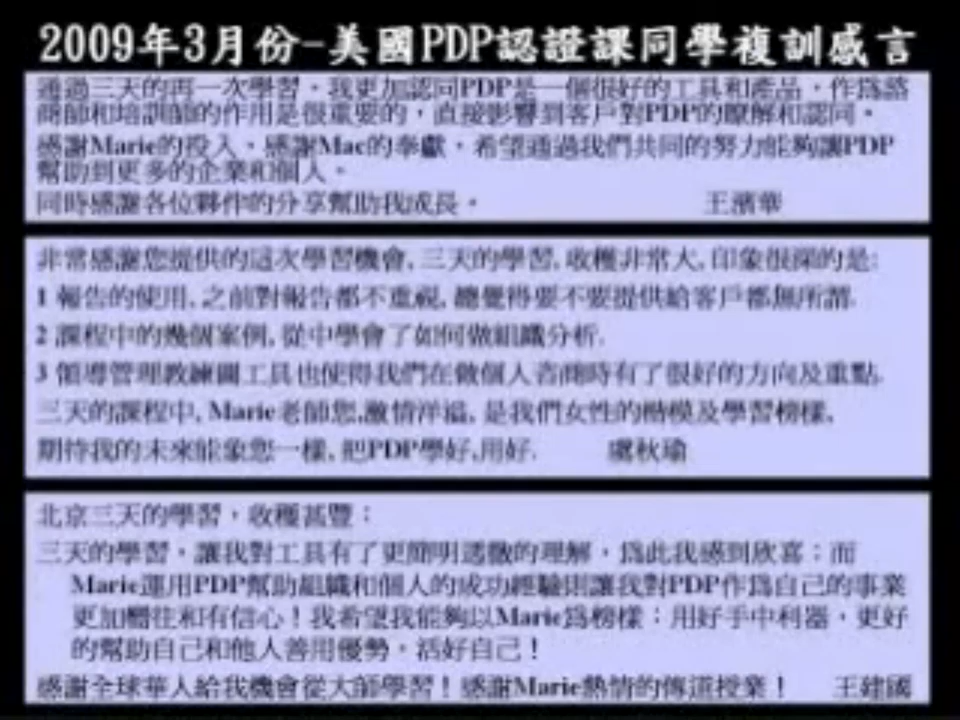 2009年3月份-美國PDP認證課同學複訓感言
通過三天的再一次學習，我更加認同PDP是一個很好的工具和產品，作爲諮
商師和培訓師的作用是很重要的，直接影響到客戶對PDP的瞭解和認同。
感謝Marie的投入，感謝Mac的奉獻，希望通過我們共同的努力能夠讓PDP
幫助到更多的企業和個人。
同時感謝各位夥伴的分享幫助我成長。 王濱華
非常感謝您提供的這次學習機會,三天的學習,收穫非常大,印象很深的是:
1 報告的使用,之前對報告都不重視,總覺得要不要提供給客戶都無所謂.
2 課程中的幾個案例,從中學會了如何做組織分析.
3 領導管理教練圖工具也使得我們在做個人咨商時有了很好的方向及重點.
三天的課程中,Marie老師您,激情洋溢,是我們女性的楷模及學習榜樣,
期待我的未來能象您一樣,把PDP學好,用好. 虞秋瑜
北京三天的學習，收穫甚豐：
三天的學習，讓我對工具有了更簡明透徹的理解，爲此我感到欣喜；而
Marie運用PDP幫助組織和個人的成功經驗則讓我對PDP作爲自己的事業
更加嚮往和有信心！我希望我能夠以Marie爲榜樣：用好手中利器，更好
的幫助自己和他人善用優勢，活好自己！
感謝全球華人給我機會從大師學習！感謝Marie熱情的傳道授業！ 王建國